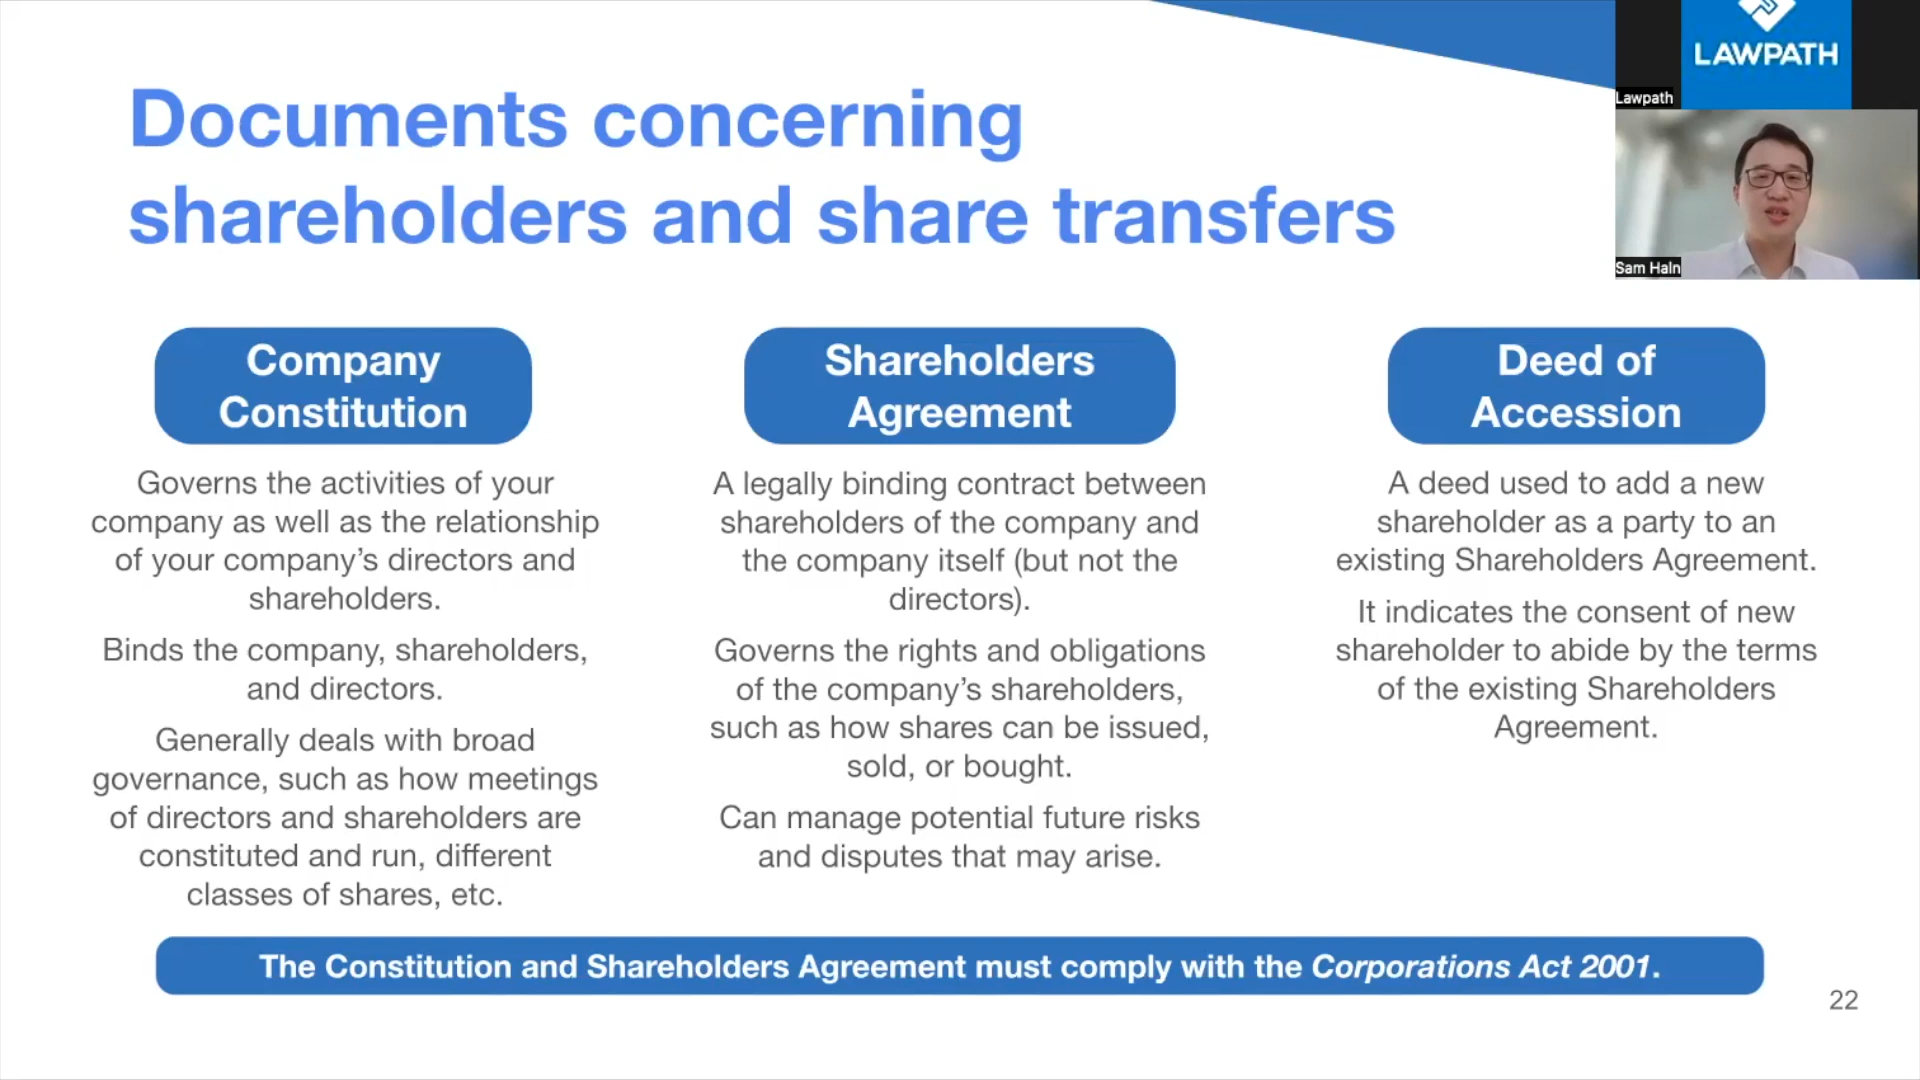 Documents concerning
shareholders and share transfers
LAWPATH
Lawpath
Sam Haln
Company
Constitution
Governs the activities of your
company as well as the relationship
of your company’s directors and
shareholders.
Binds the company, shareholders,
and directors.
Generally deals with broad
governance, such as how meetings
of directors and shareholders are
constituted and run, different
classes of shares, etc.
Shareholders
Agreement
A legally binding contract between
shareholders of the company and
the company itself (but not the
directors).
Governs the rights and obligations
of the company’s shareholders,
such as how shares can be issued,
sold, or bought.
Can manage potential future risks
and disputes that may arise.
Deed of
Accession
A deed used to add a new
shareholder as a party to an
existing Shareholders Agreement.
It indicates the consent of new
shareholder to abide by the terms
of the existing Shareholders
Agreement.
The Constitution and Shareholders Agreement must comply with the Corporations Act 2001.
22